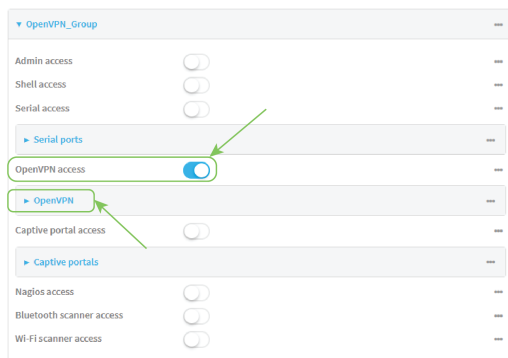 OpenVPN_Group
Admin access
Shell access
Serial access
Serial ports
OpenVPN access
OpenVPN
Captive portal access
Captive portals
Nagios access
Bluetooth scanner access
Wi-Fi scanner access